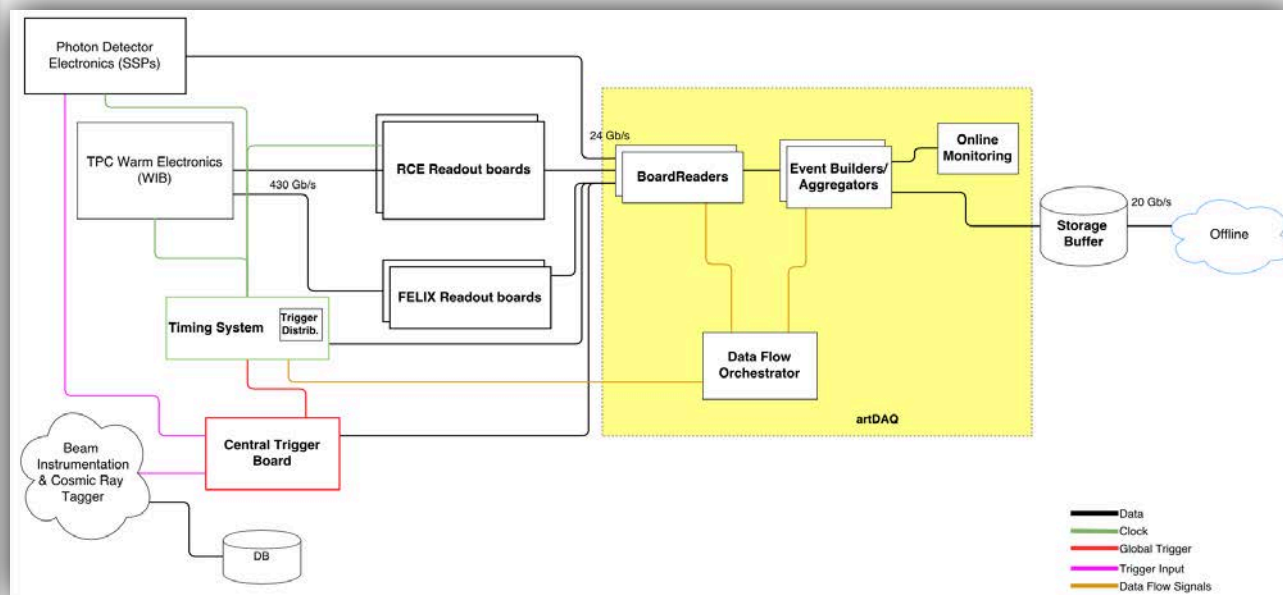 Photon Detector
Electronics (SSPs)
TPC Warm Electronics
(WIB)
430 Gb/s
RCE Readout boards
FELIX Readout boards
24 Gb/s
BoardReaders
Event Builders/
Aggregators
Online
Monitoring
Storage
Buffer
20 Gb/s
Offline
Timing System
Trigger
Distrib.
Data Flow
Orchestrator
artDAQ
Central Trigger
Board
Beam
Instrumentation
& Cosmic Ray
Tagger
DB
Data
Clock
Global Trigger
Trigger Input
Data Flow Signals